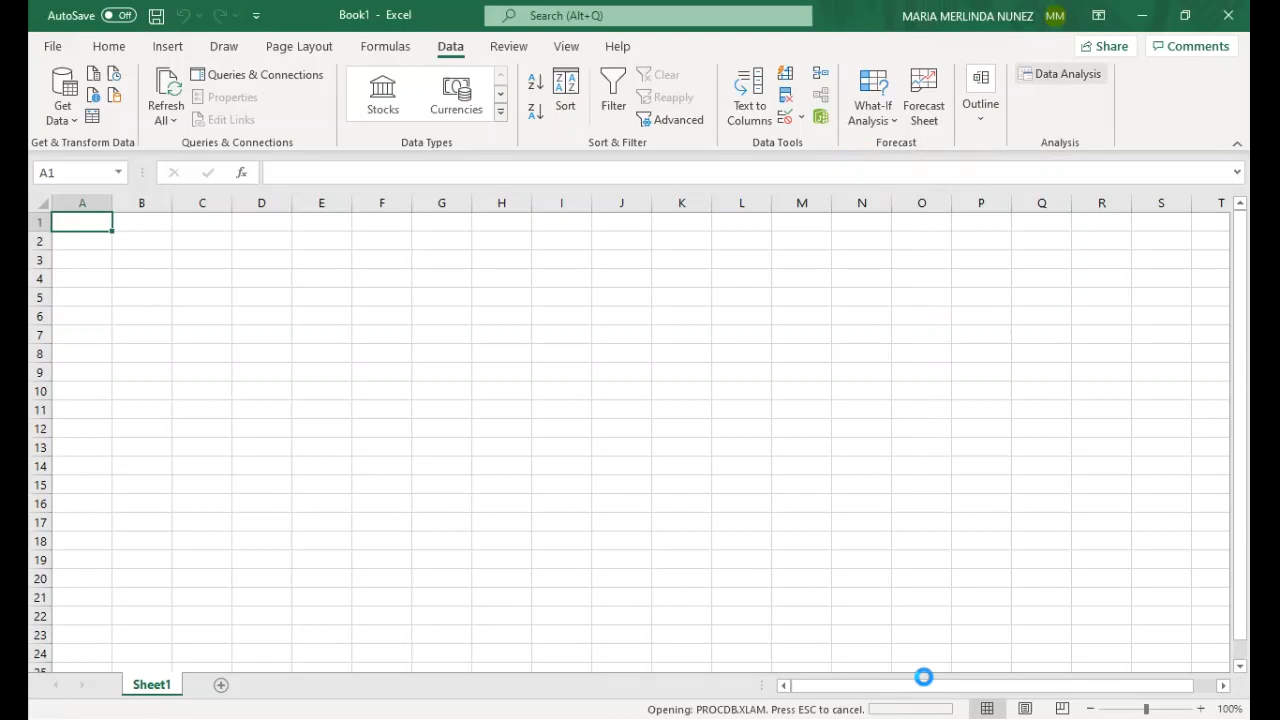 AutoSave Off Book1 - Excel Search (Alt+Q) MARIA MERLINDA NUNEZ MM
File Home Insert Draw Page Layout Formulas Data Review View Help Share Comments
Get Data
Refresh All
Queries & Connections
Properties
Edit Links
Stocks
Currencies
Sort
Filter
Clear
Reapply
Advanced
Text to Columns
What-If Analysis
Forecast Sheet
Outline
Data Analysis
Get & Transform Data Queries & Connections Data Types Sort & Filter Data Tools Forecast Analysis
A1 fx
A B C D E F G H I J K L M N O P Q R S T
1
2
3
4
5
6
7
8
9
10
11
12
13
14
15
16
17
18
19
20
21
22
23
24
25
Sheet1
Opening: PROCDB.XLAM. Press ESC to cancel. 100%